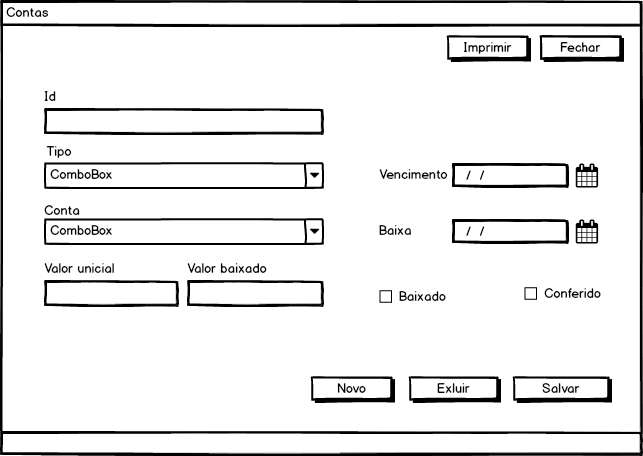 Contas
Imprimir Fechar
Id
Tipo
ComboBox
Vencimento / /
Conta
ComboBox
Baixa / /
Valor unicial Valor baixado
Baixado Conferido
Novo Exluir Salvar